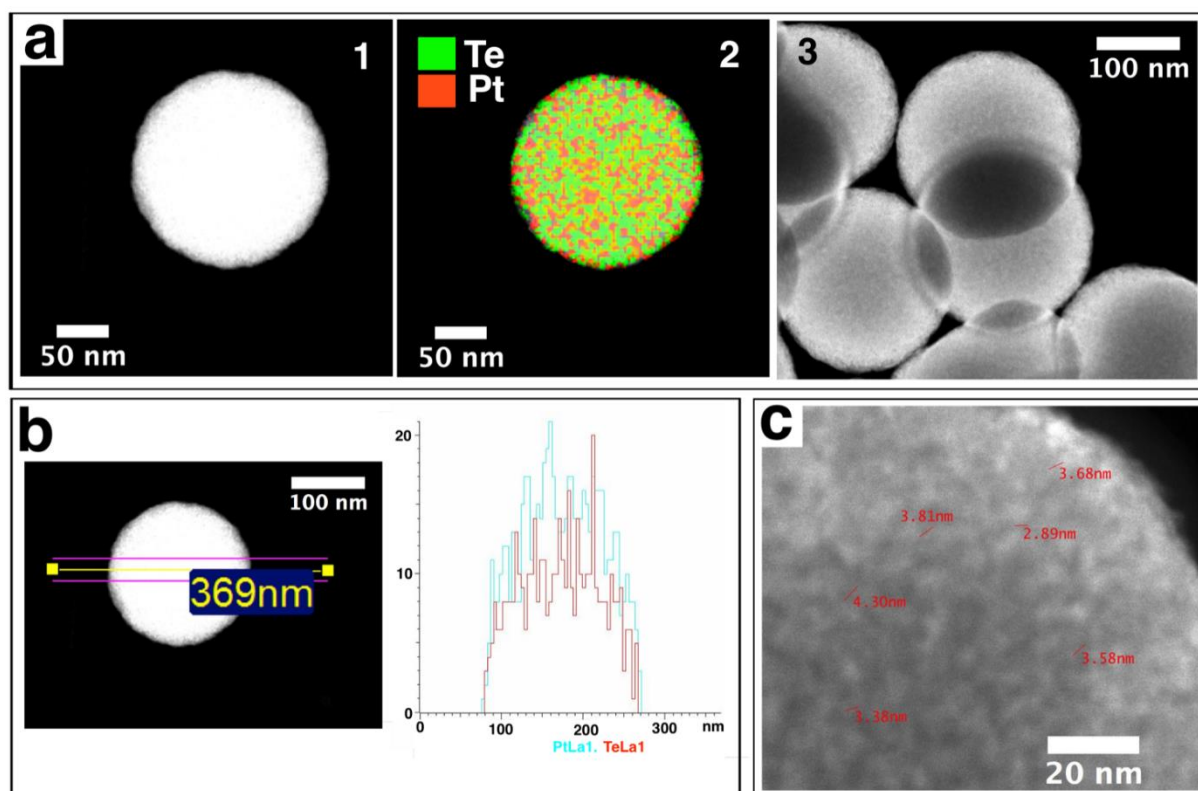 a
1
50 nm
Te
Pt
2
50 nm
3
100 nm
b
100 nm
369nm
20
10
0
0 100 200 300 nm
PtLa1. TeLa1
c
3.68nm
3.81nm
2.89nm
4.30nm
3.58nm
3.38nm
20 nm